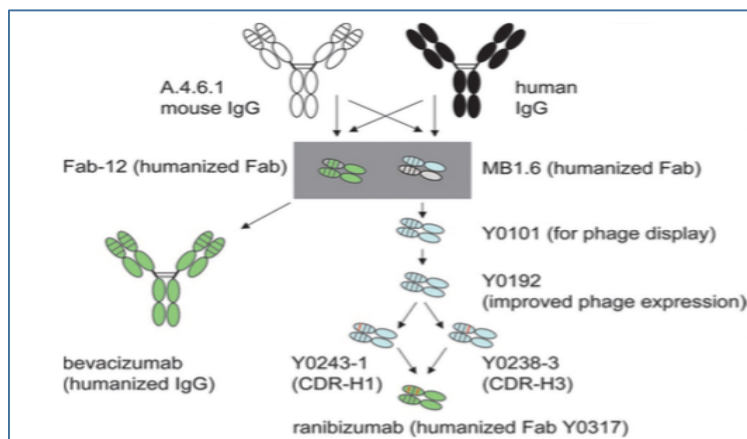 A.4.6.1
mouse IgG
human
IgG
Fab-12 (humanized Fab)
MB1.6 (humanized Fab)
Y0101 (for phage display)
Y0192
(improved phage expression)
bevacizumab
(humanized IgG)
Y0243-1
(CDR-H1)
Y0238-3
(CDR-H3)
ranibizumab (humanized Fab Y0317)